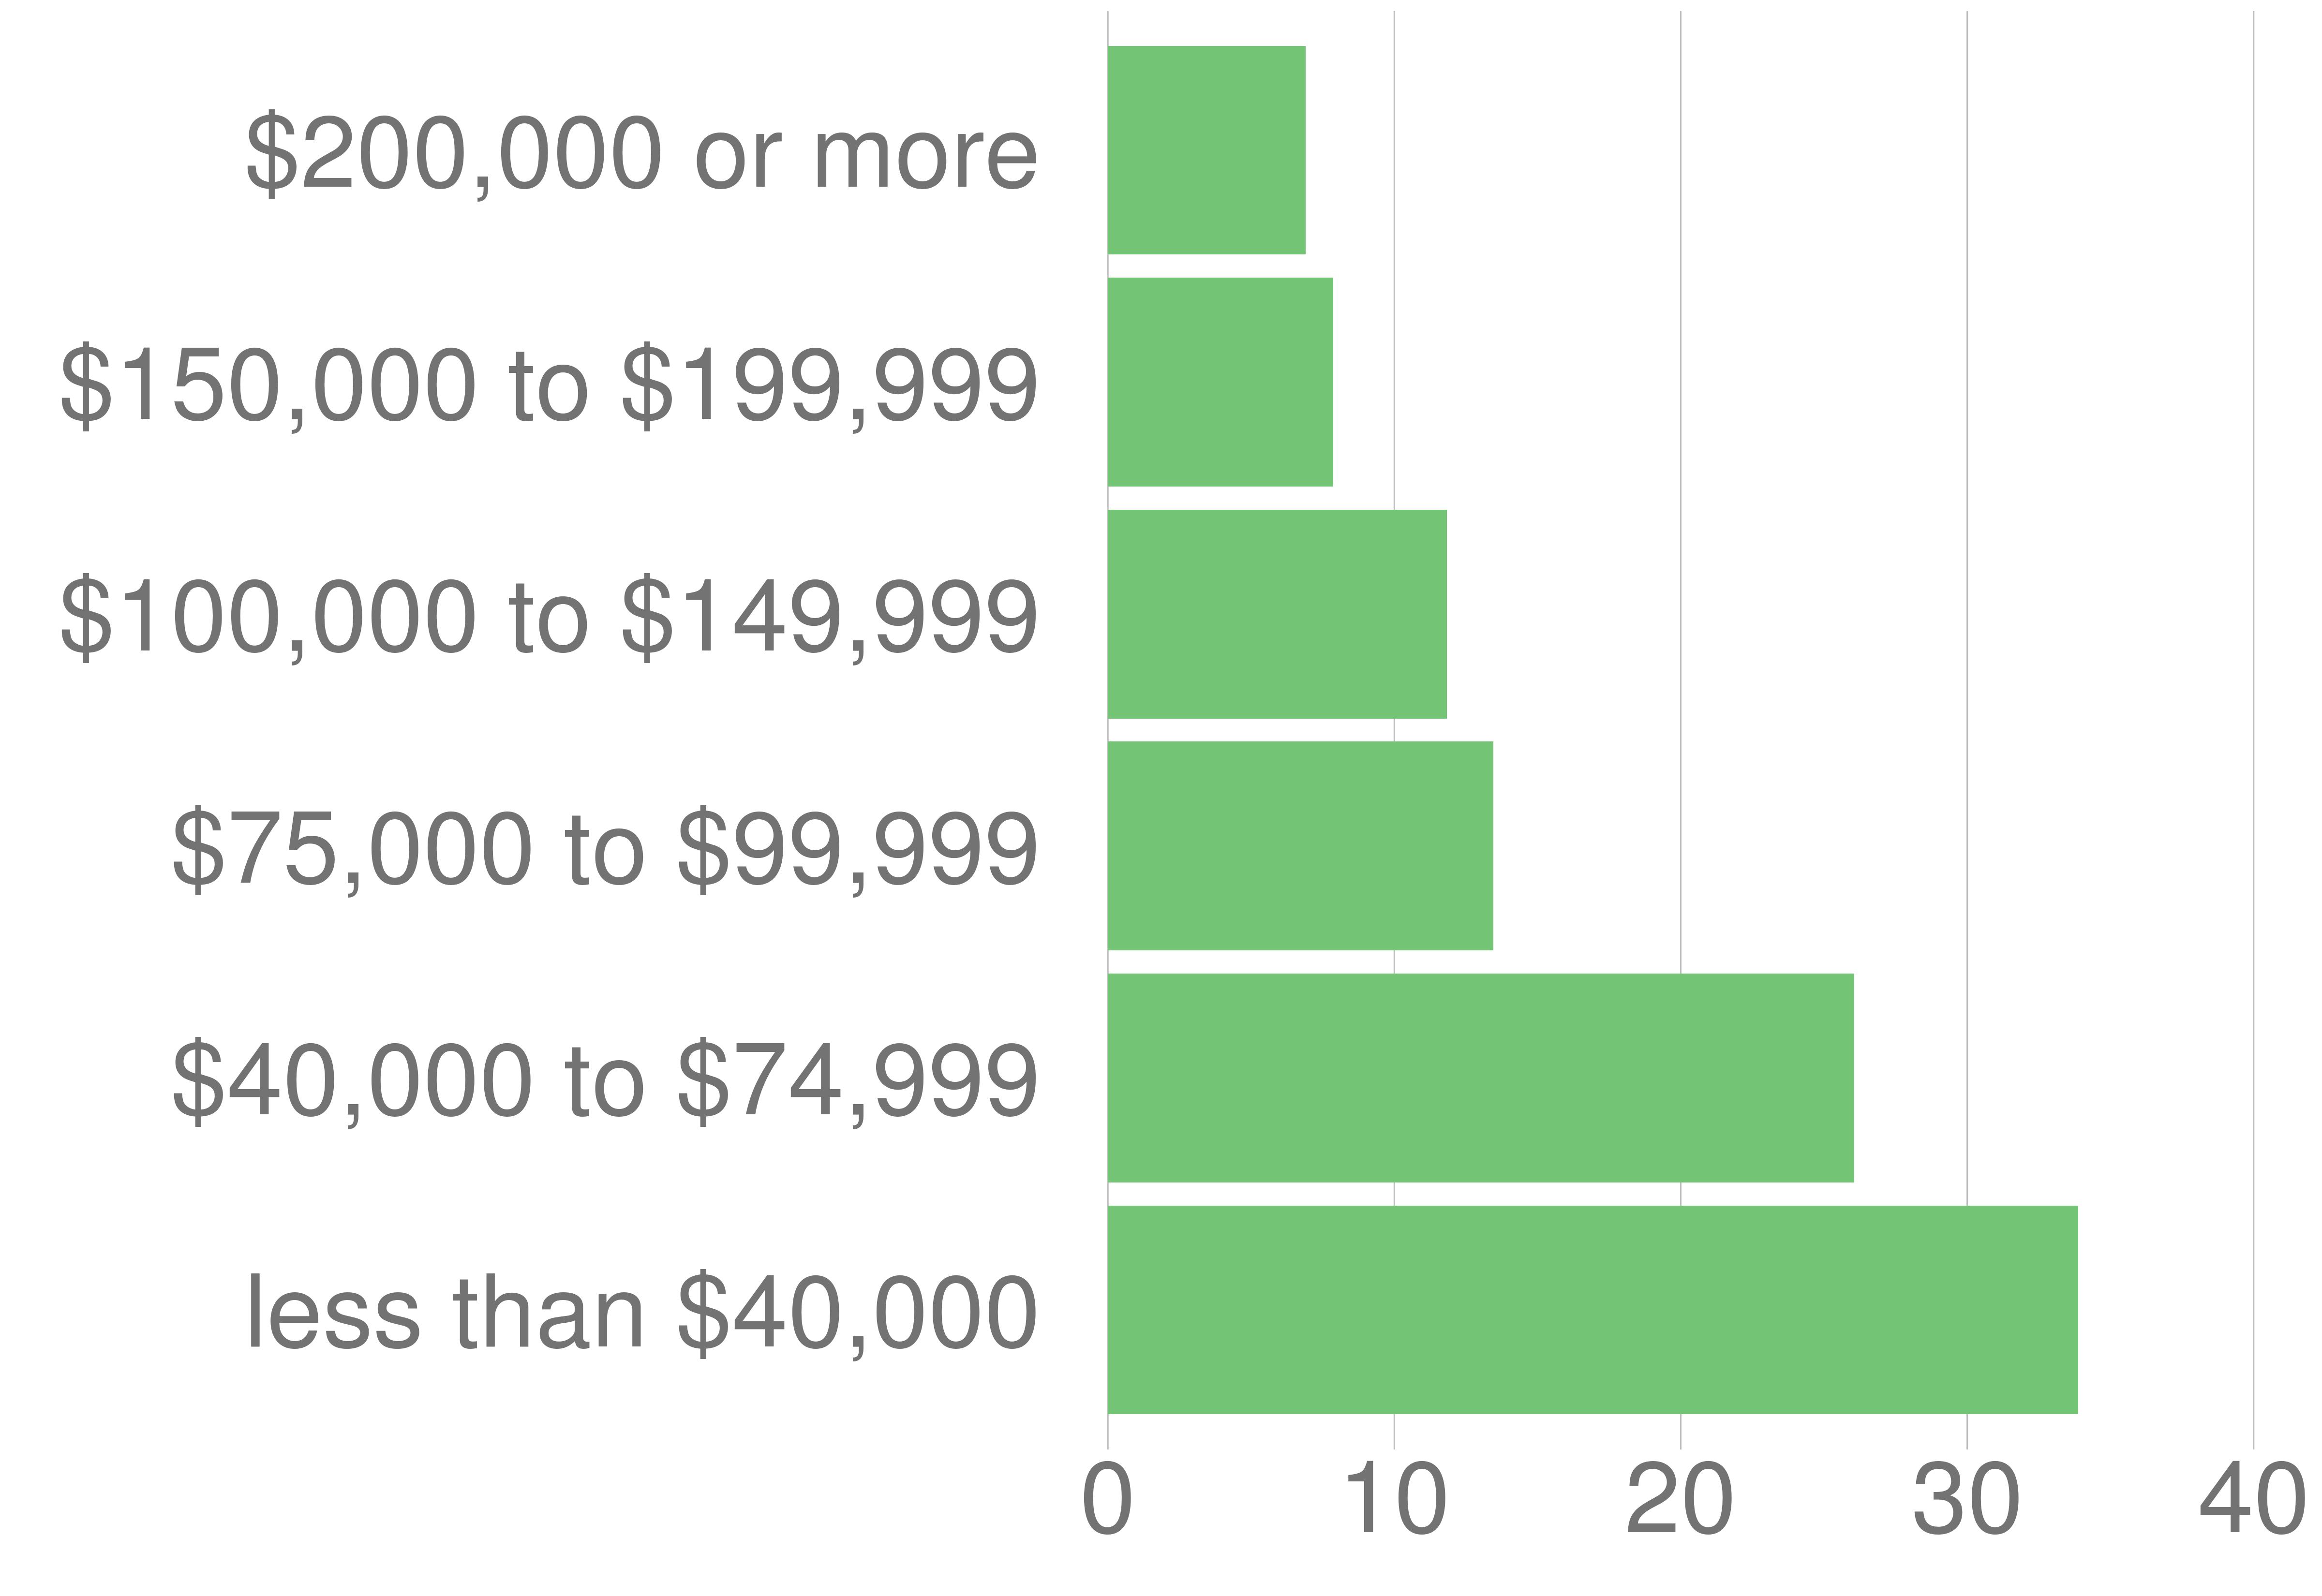 $200,000 or more
$150,000 to $199,999
$100,000 to $149,999
$75,000 to $99,999
$40,000 to $74,999
less than $40,000
0 10 20 30 40